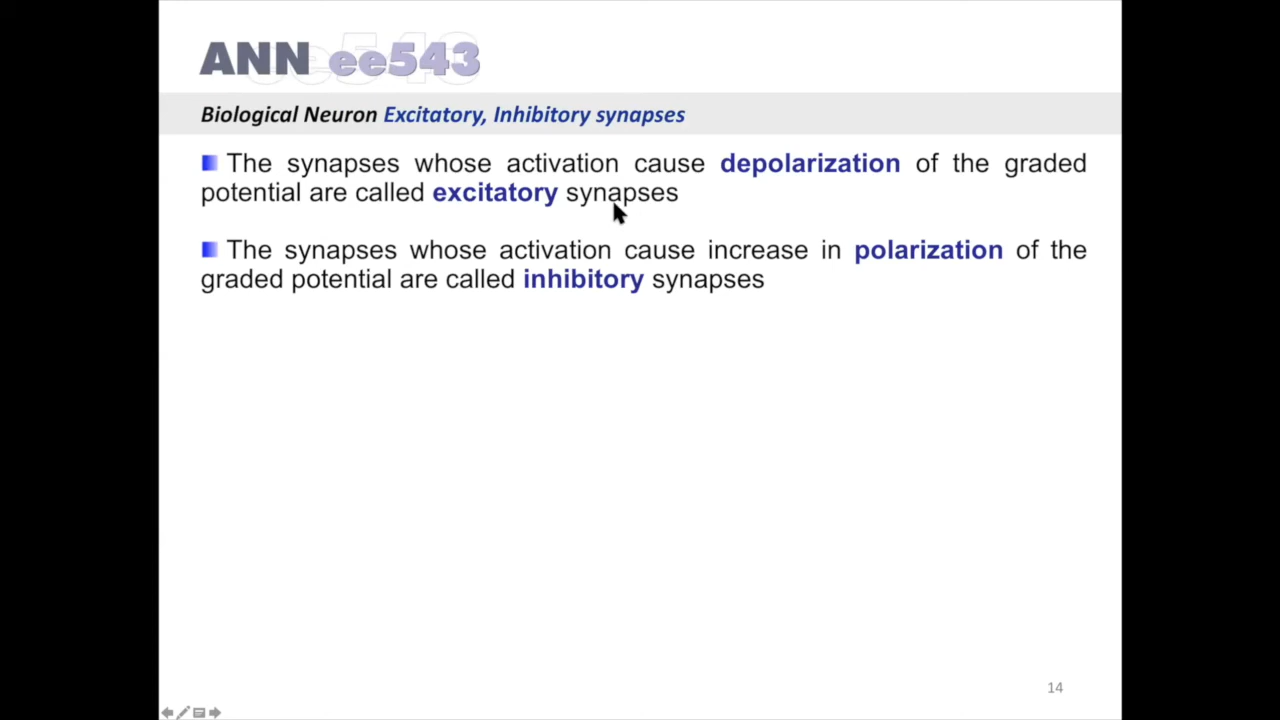 ANN ee543
Biological Neuron Excitatory, Inhibitory synapses
The synapses whose activation cause depolarization of the graded
potential are called excitatory synapses
The synapses whose activation cause increase in polarization of the
graded potential are called inhibitory synapses
14